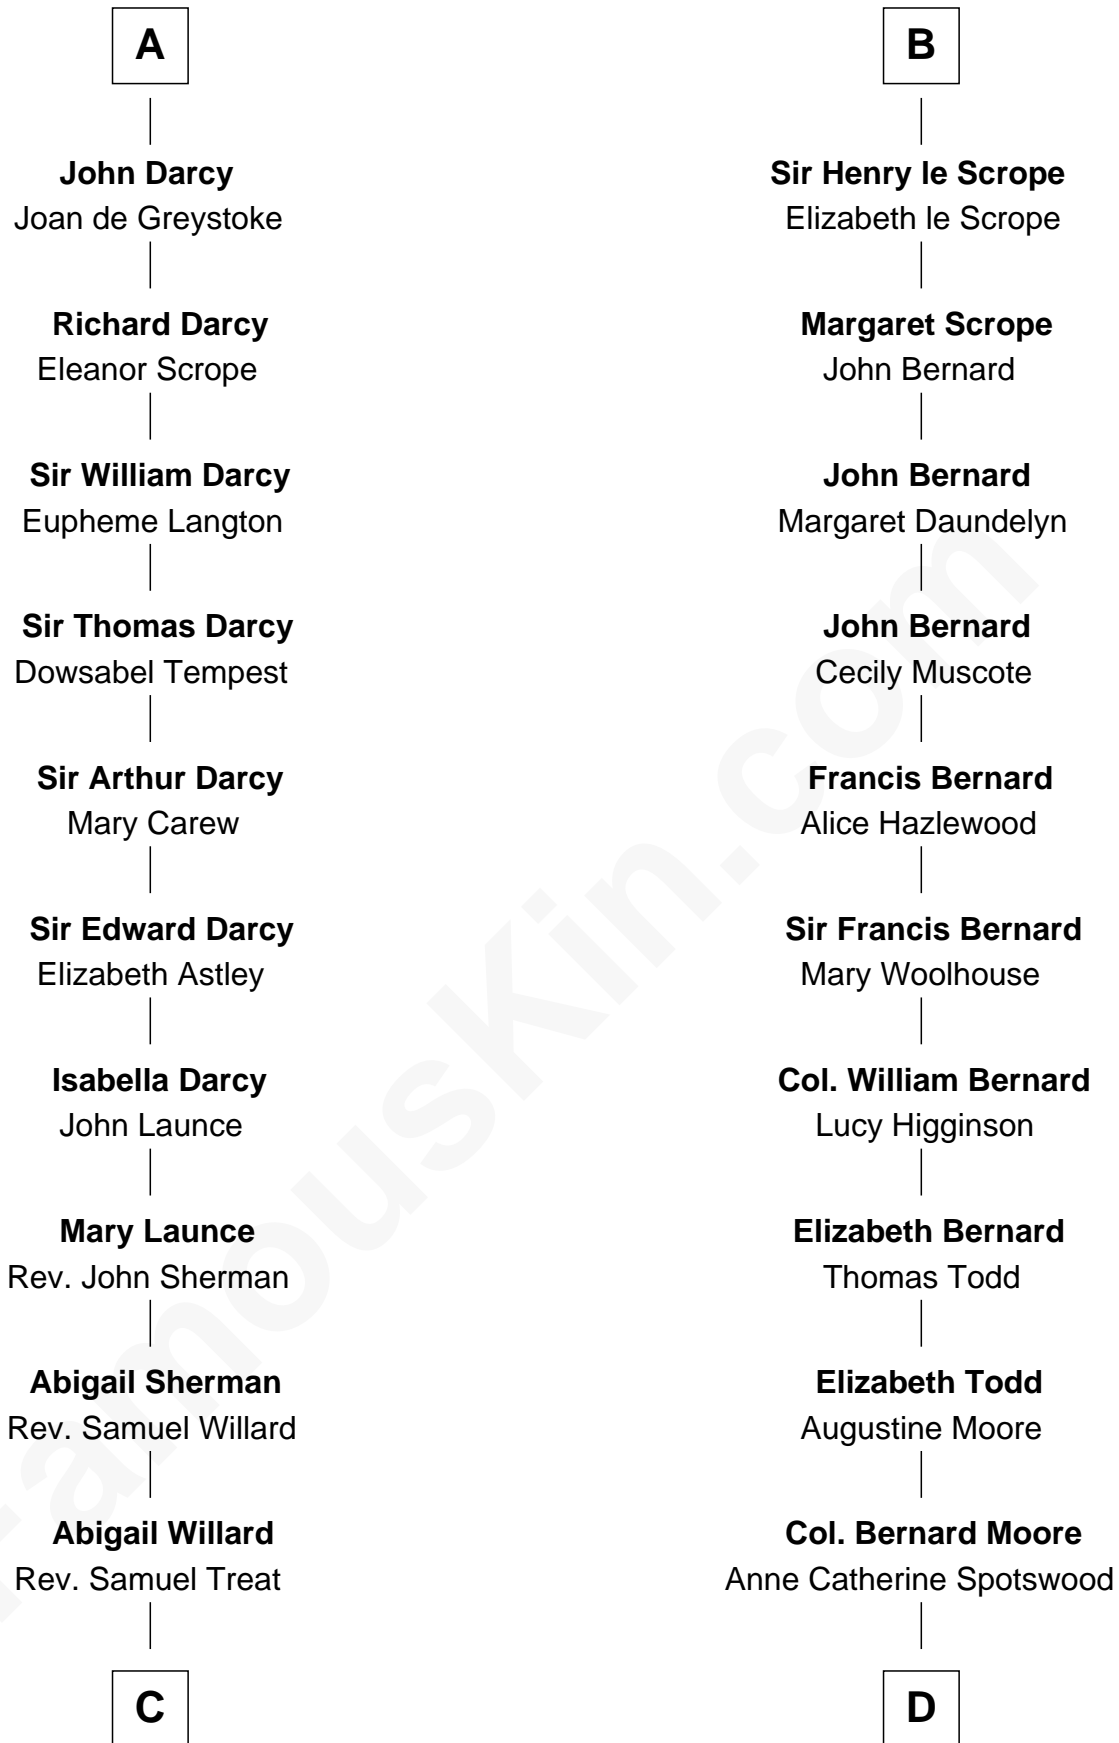 A
John Darcy
Joan de Greystoke
Richard Darcy
Eleanor Scrope
Sir William Darcy
Eupheme Langton
Sir Thomas Darcy
Dowsabel Tempest
Sir Arthur Darcy
Mary Carew
Sir Edward Darcy
Elizabeth Astley
Isabella Darcy
John Launce
Mary Launce
Rev. John Sherman
Abigail Sherman
Rev. Samuel Willard
Abigail Willard
Rev. Samuel Treat
C
B
Sir Henry le Scrope
Elizabeth le Scrope
Margaret Scrope
John Bernard
John Bernard
Margaret Daundelyn
John Bernard
Cecily Muscote
Francis Bernard
Alice Hazlewood
Sir Francis Bernard
Mary Woolhouse
Col. William Bernard
Lucy Higginson
Elizabeth Bernard
Thomas Todd
Elizabeth Todd
Augustine Moore
Col. Bernard Moore
Anne Catherine Spotswood
D
FamousKin.com